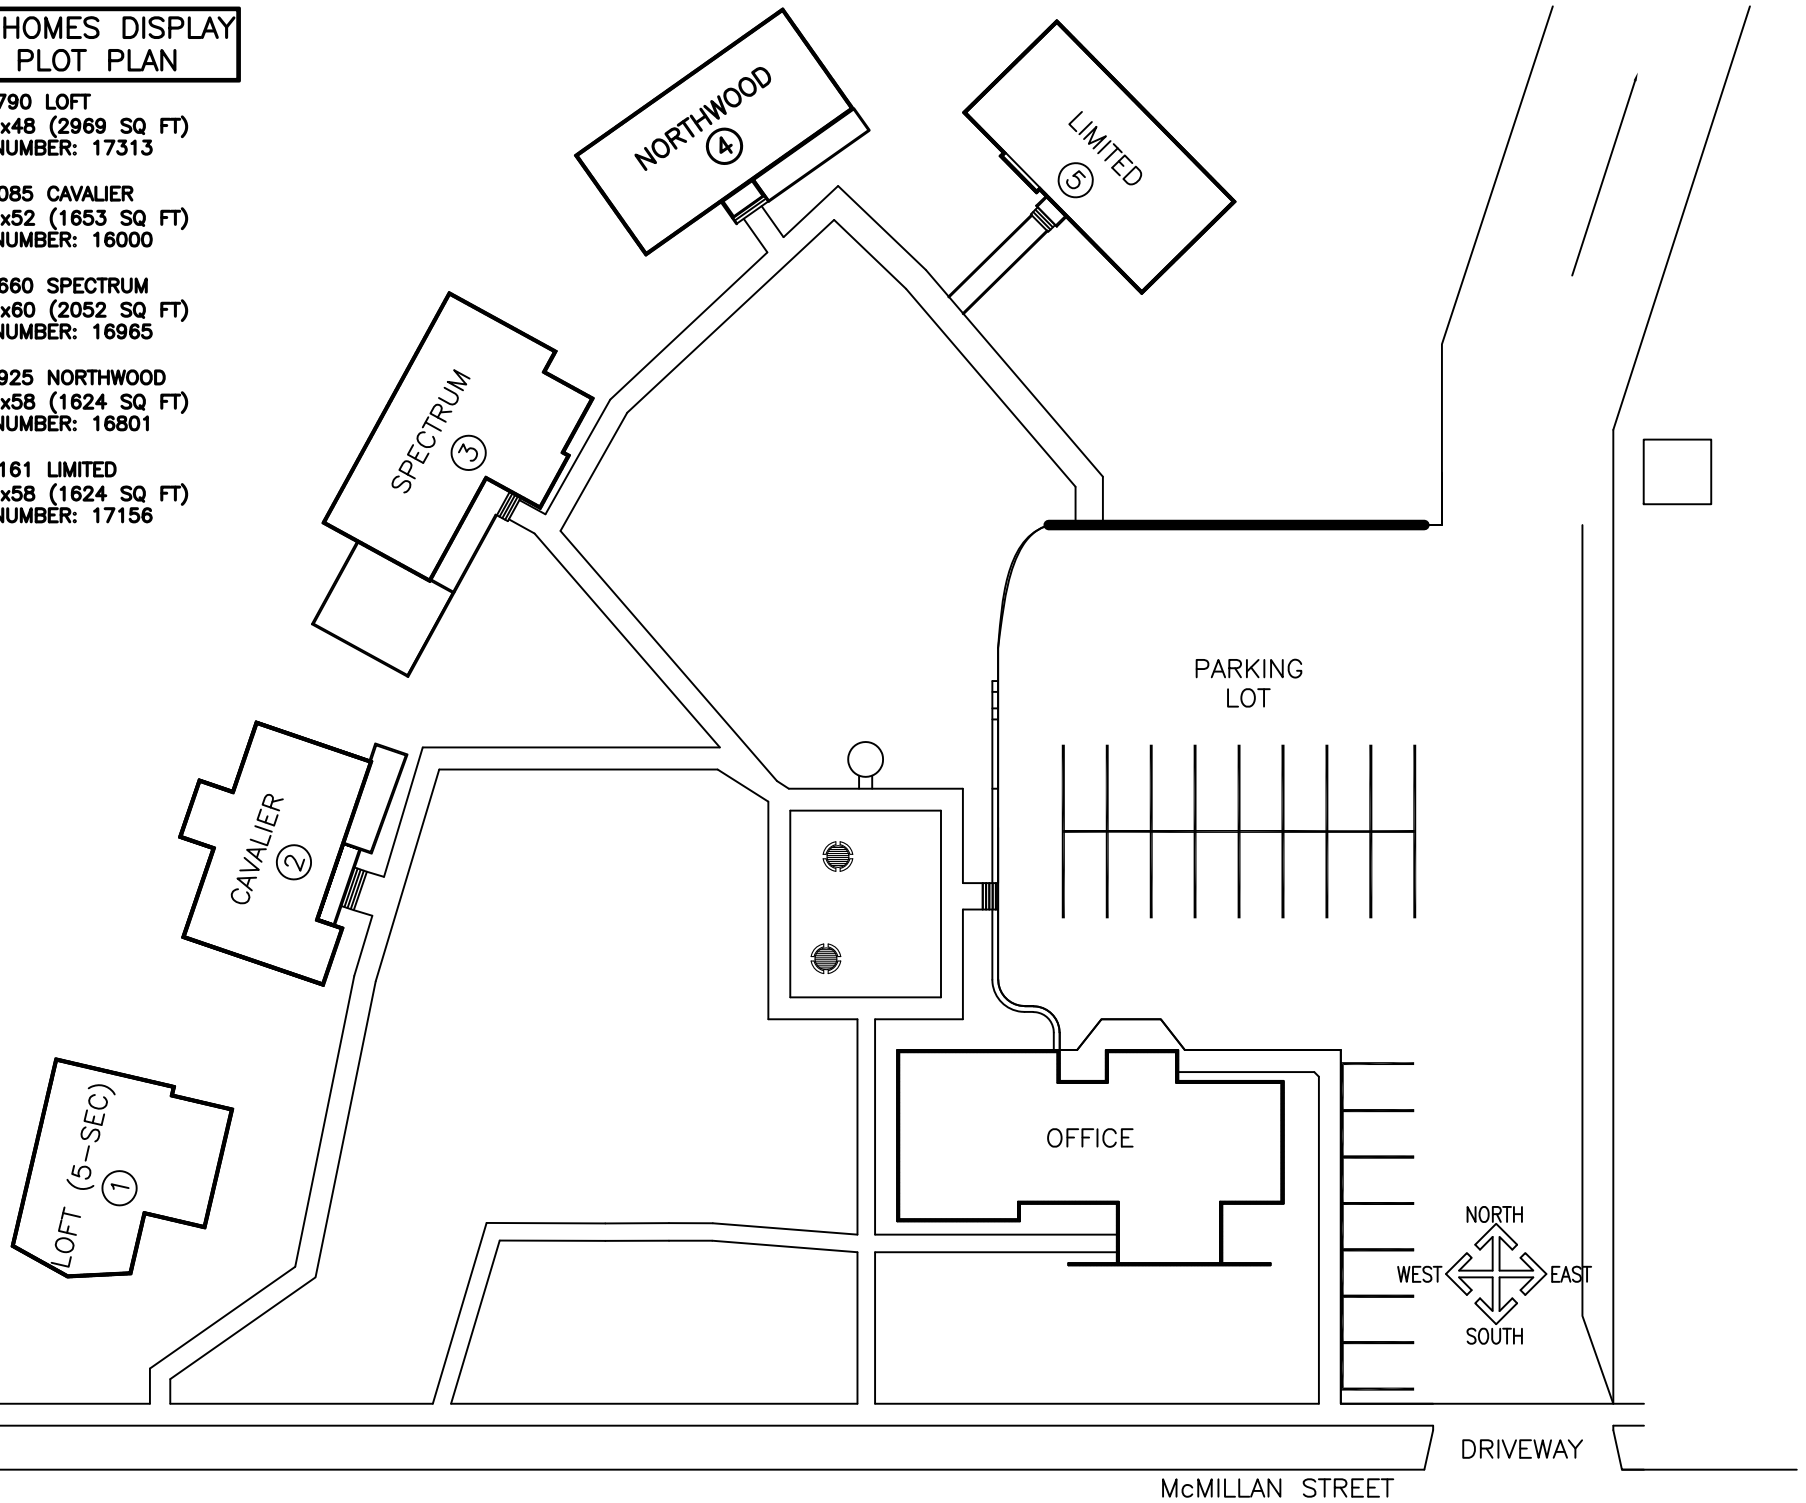 HOMES DISPLAY
PLOT PLAN
790 LOFT
x48 (2969 SQ FT)
NUMBER: 17313
085 CAVALIER
x52 (1653 SQ FT)
NUMBER: 16000
660 SPECTRUM
x60 (2052 SQ FT)
NUMBER: 16965
925 NORTHWOOD
x58 (1624 SQ FT)
NUMBER: 16801
161 LIMITED
x58 (1624 SQ FT)
NUMBER: 17156
NORTHWOOD
4
LIMITED
5
SPECTRUM
3
CAVALIER
2
LOFT (5-SEC)
1
PARKING
LOT
OFFICE
NORTH
WEST
EAST
SOUTH
DRIVEWAY
McMILLAN STREET